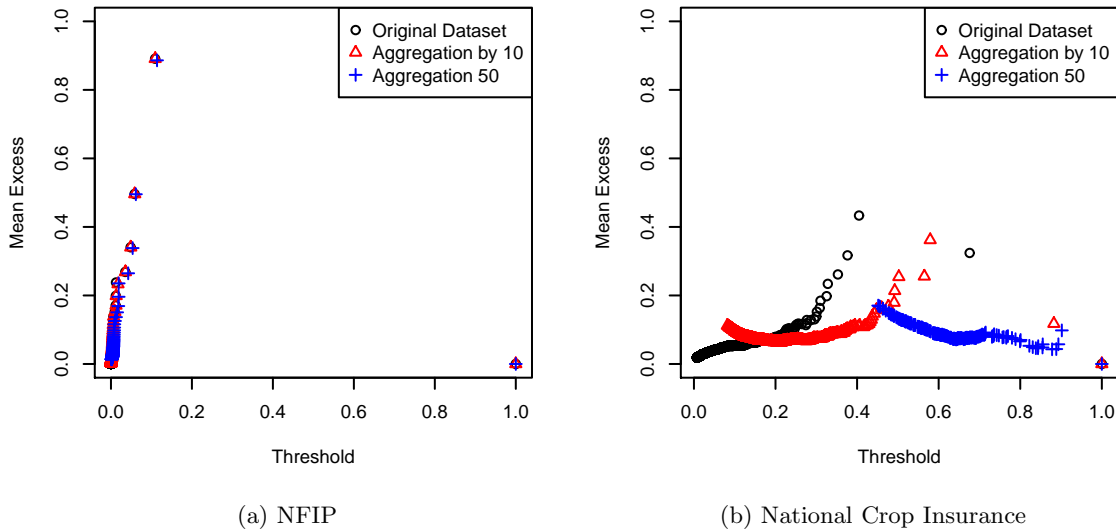 Original Dataset
Aggregation by 10
Aggregation 50
Mean Excess
0.0
0.2
0.4
0.6
0.8
1.0
0.0 0.2 0.4 0.6 0.8 1.0
Threshold
(a) NFIP
Original Dataset
Aggregation by 10
Aggregation 50
Mean Excess
0.0
0.2
0.4
0.6
0.8
1.0
0.0 0.2 0.4 0.6 0.8 1.0
Threshold
(b) National Crop Insurance